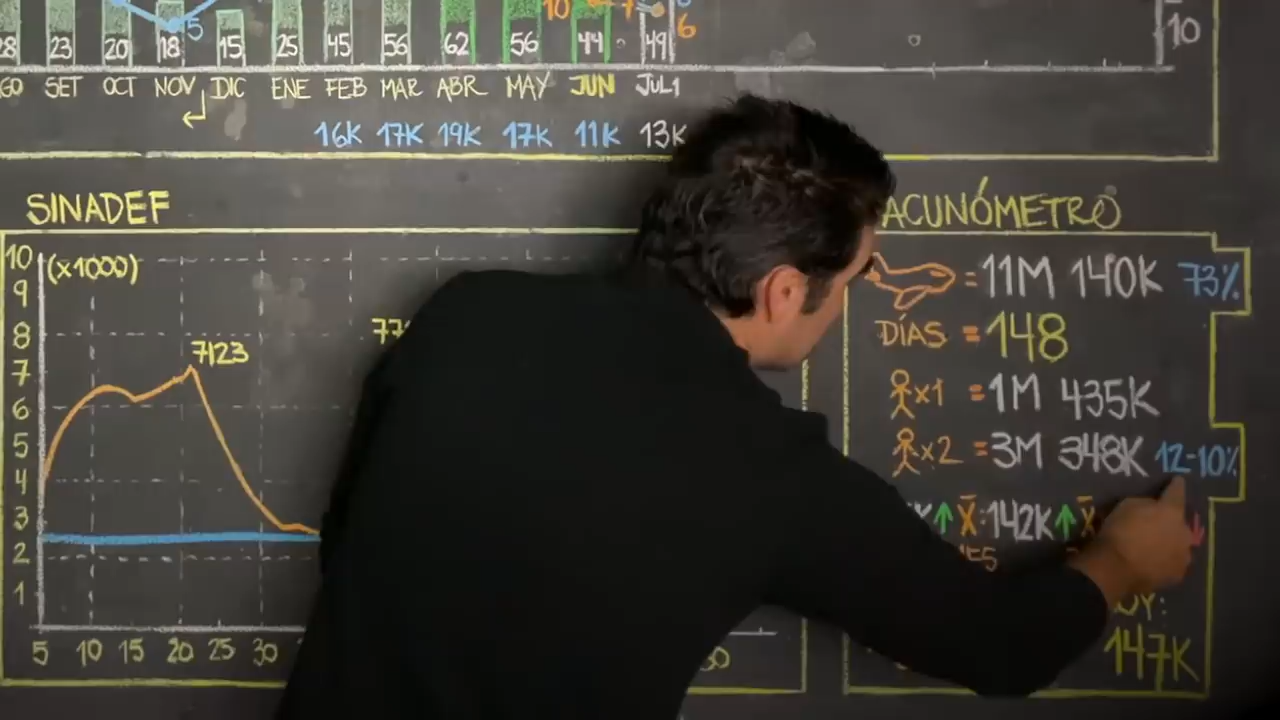 5 10 7 6 10
28 23 20 18 15 25 45 56 62 56 44 49
SET OCT NOV DIC ENE FEB MAR ABR MAY JUN JUL1
16K 17K 19K 17K 11K 13K
SINADEF
10 (x1000)
9
8
7
6
5
4
3
2
1
7123
5 10 15 20 25 30
ACUNÓMETRO
= 11M 140K 73%
DÍAS = 148
x1 = 1M 435K
x2 = 3M 348K 12-10%
K↑ X̄:142K↑ X̄
147K